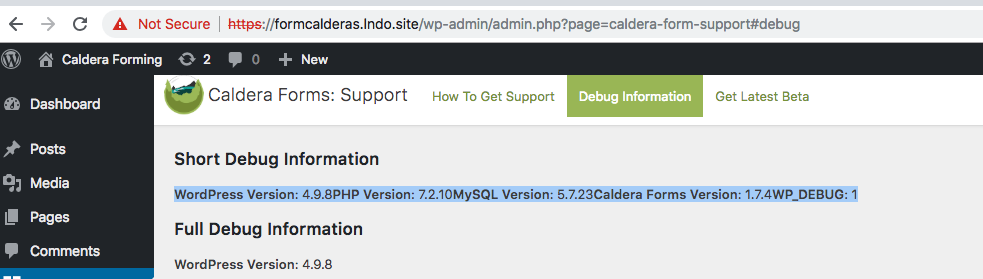 Not Secure https://formcalderas.lndo.site/wp-admin/admin.php?page=caldera-form-support#debug
Caldera Forming 2 0 New
Dashboard
Posts
Media
Pages
Comments
Caldera Forms: Support How To Get Support Debug Information Get Latest Beta
Short Debug Information
WordPress Version: 4.9.8PHP Version: 7.2.10MySQL Version: 5.7.23Caldera Forms Version: 1.7.4WP_DEBUG: 1
Full Debug Information
WordPress Version: 4.9.8